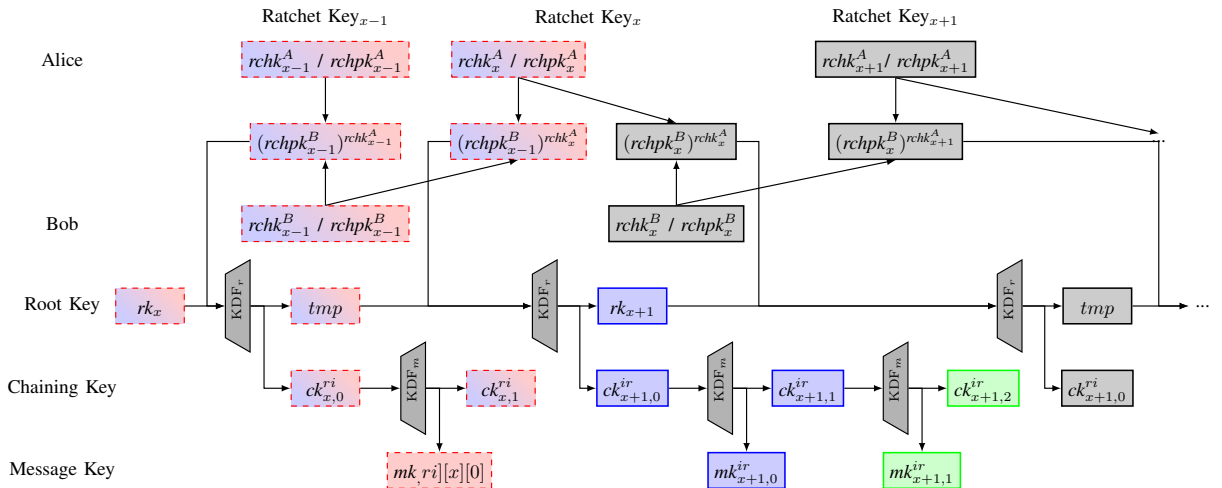 Ratchet Key_{x-1} Ratchet Key_x Ratchet Key_{x+1}
Alice rchk^A_{x-1} / rchpk^A_{x-1} rchk^A_x / rchpk^A_x rchk^A_{x+1}/ rchpk^A_{x+1}
(rchpk^B_{x-1})^{rchk^A_{x-1}} (rchpk^B_{x-1})^{rchk^A_x} (rchpk^B_x)^{rchk^A_x} (rchpk^B_x)^{rchk^A_{x+1}} ...
Bob rchk^B_{x-1} / rchpk^B_{x-1} rchk^B_x / rchpk^B_x
Root Key rk_x KDF_r tmp KDF_r rk_{x+1} KDF_r tmp ...
Chaining Key ck^{ri}_{x,0} KDF_m ck^{ri}_{x,1} ck^{ir}_{x+1,0} KDF_m ck^{ir}_{x+1,1} KDF_m ck^{ir}_{x+1,2} ck^{ri}_{x+1,0}
Message Key mk_,ri][x][0] mk^{ir}_{x+1,0} mk^{ir}_{x+1,1}